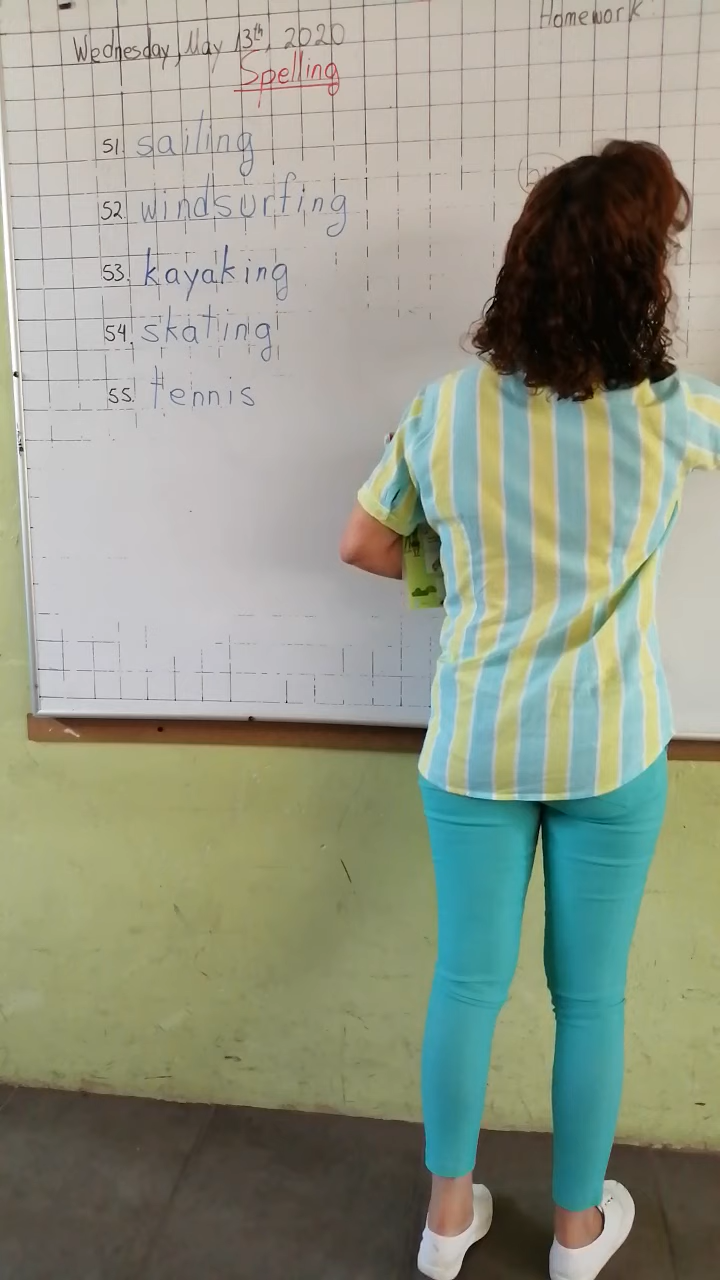 Wednesday, May 13th, 2020
Homework
Spelling
51. sailing
52. windsurfing
53. kayaking
54. skating
55. tennis